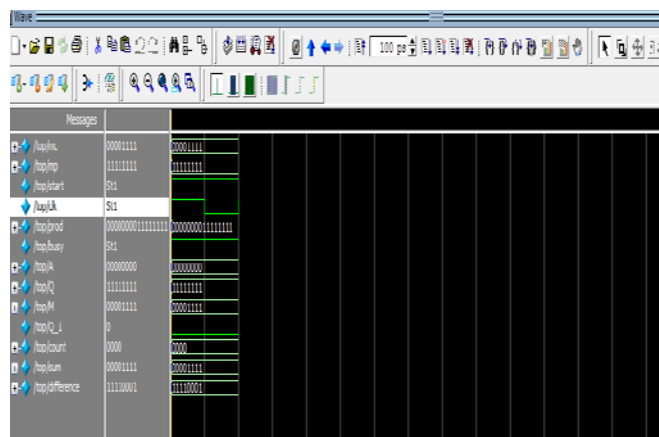 Wave
100 ps
Messages
/top/mc 00001111 00001111
/top/mp 11111111 11111111
/top/start St1
/top/clk St1
/top/prod 0000000011111111 0000000011111111
/top/busy St1
/top/A 00000000 00000000
/top/Q 11111111 11111111
/top/M 00001111 00001111
/top/Q_1 0
/top/count 0000 0000
/top/sum 00001111 00001111
/top/difference 11110001 11110001